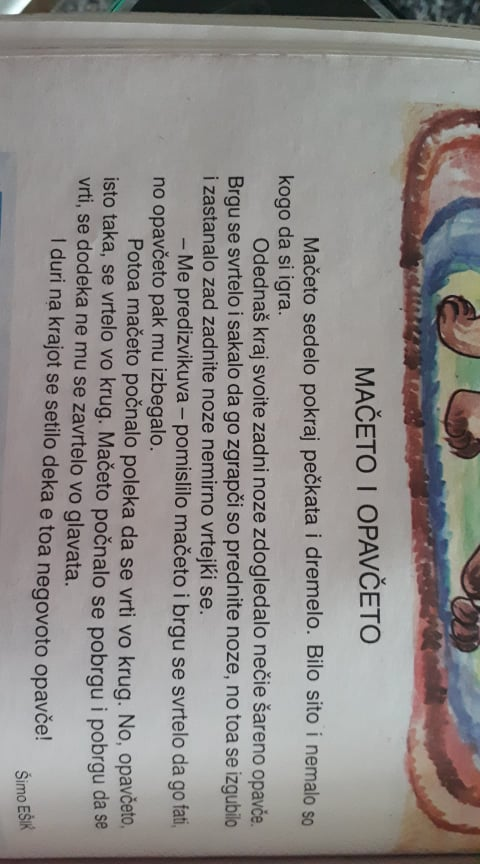 MAČETO I OPAVČETO
Mačeto sedelo pokraj pečkata i dremelo. Bilo sito i nemalo so
kogo da si igra.
Odednaš kraj svoite zadni noze zdogledalo nečie šareno opavče.
Brgu se svrtelo i sakalo da go zgrapči so prednite noze, no toa se izgubilo
i zastanalo zad zadnite noze nemirno vrtejḰi se.
– Me predizvikuva – pomislilo mačeto i brgu se svrtelo da go fati,
no opavčeto pak mu izbegalo.
Potoa mačeto počnalo poleka da se vrti vo krug. No, opavčeto,
isto taka, se vrtelo vo krug. Mačeto počnalo se pobrgu i pobrgu da se
vrti, se dodeka ne mu se zavrtelo vo glavata.
I duri na krajot se setilo deka e toa negovoto opavče!
Šimo EŠIḰ